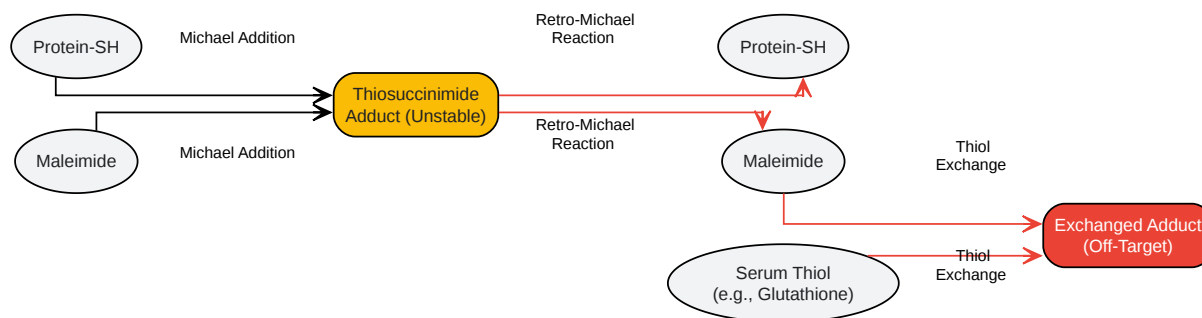 Protein-SH
Michael Addition
Retro-Michael
Reaction
Protein-SH
Thiosuccinimide
Adduct (Unstable)
Maleimide
Michael Addition
Retro-Michael
Reaction
Maleimide
Thiol
Exchange
Exchanged Adduct
(Off-Target)
Serum Thiol
(e.g., Glutathione)
Thiol
Exchange